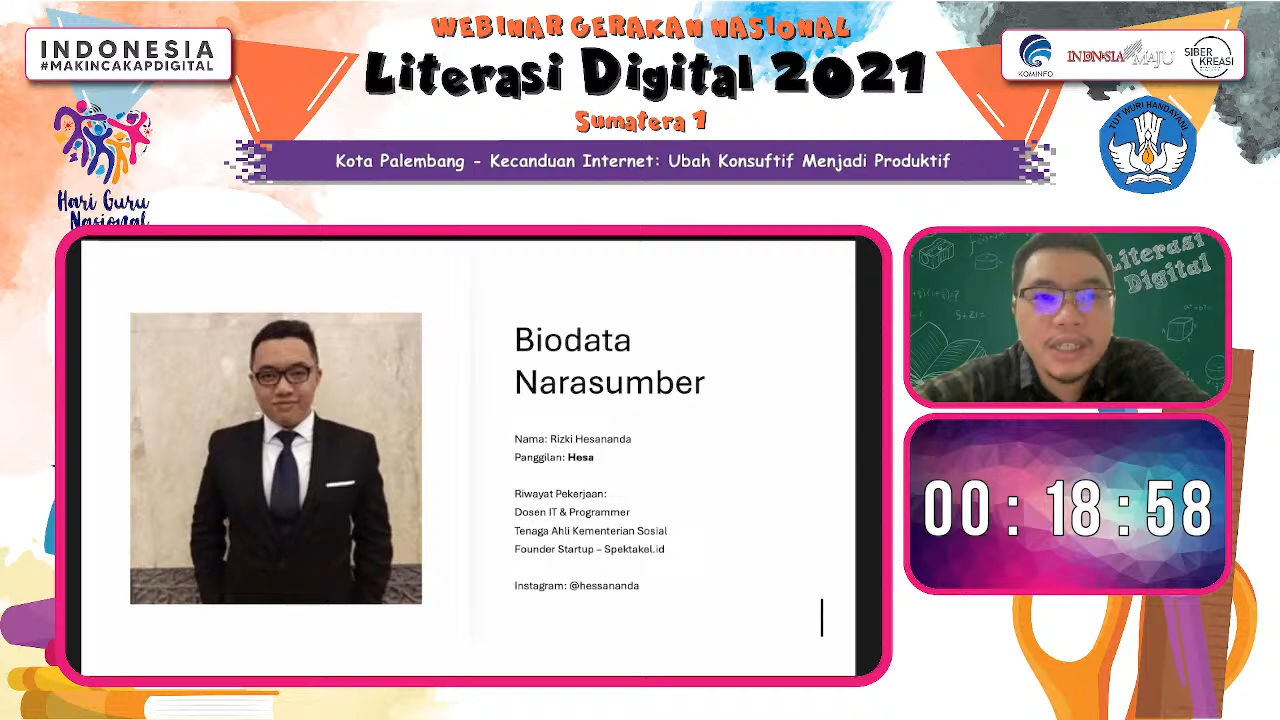 INDONESIA
#MAKINCAKAPDIGITAL
WEBINAR GERAKAN NASIONAL
Literasi Digital 2021
Sumatera 1
KOMINFO
INDONESIA MAJU
SIBER
KREASI
Kota Palembang - Kecanduan Internet: Ubah Konsuftif Menjadi Produktif
TUT WURI HANDAYANI
Hari Guru
Nasional
Biodata
Narasumber
Nama: Rizki Hesananda
Panggilan: Hesa
Riwayat Pekerjaan:
Dosen IT & Programmer
Tenaga Ahli Kementerian Sosial
Founder Startup – Spektakel.id
Instagram: @hessananda
Literasi
Digital
00 : 18 : 58